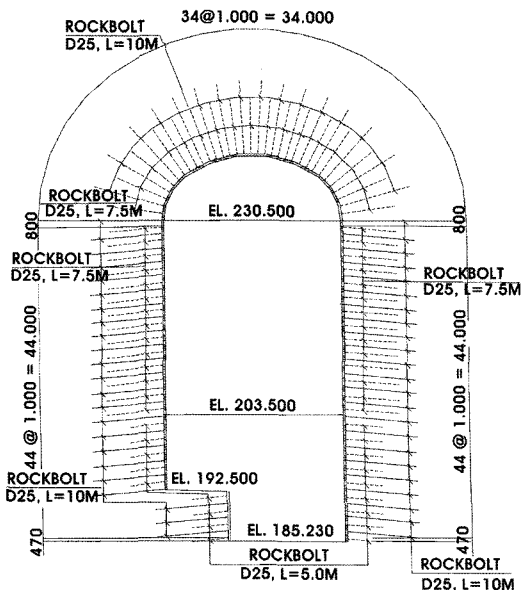 34@1.000 = 34.000
ROCKBOLT
D25, L=10M
ROCKBOLT
D25, L=7.5M
EL. 230.500
800
800
ROCKBOLT
D25, L=7.5M
ROCKBOLT
D25, L=7.5M
44 @ 1.000 = 44.000
44 @ 1.000 = 44.000
EL. 203.500
ROCKBOLT
D25, L=10M
EL. 192.500
470
EL. 185.230
470
ROCKBOLT
D25, L=5.0M
ROCKBOLT
D25, L=10M